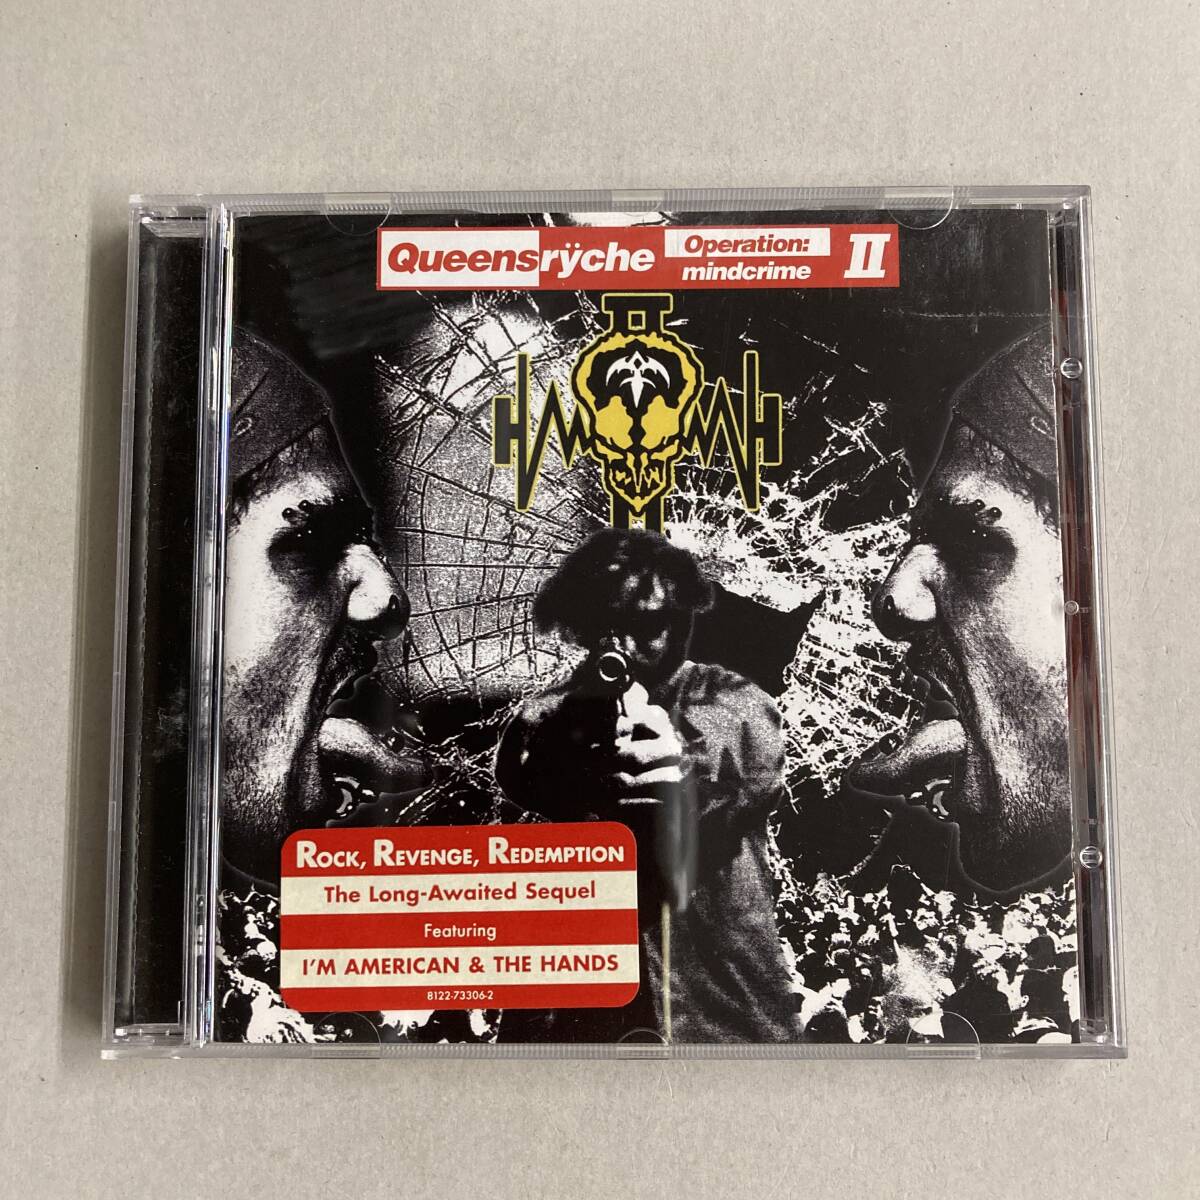 Queensrÿche
Operation:
mindcrime
II
ROCK, REVENGE, REDEMPTION
The Long-Awaited Sequel
Featuring
I'M AMERICAN & THE HANDS
8122-73306-2